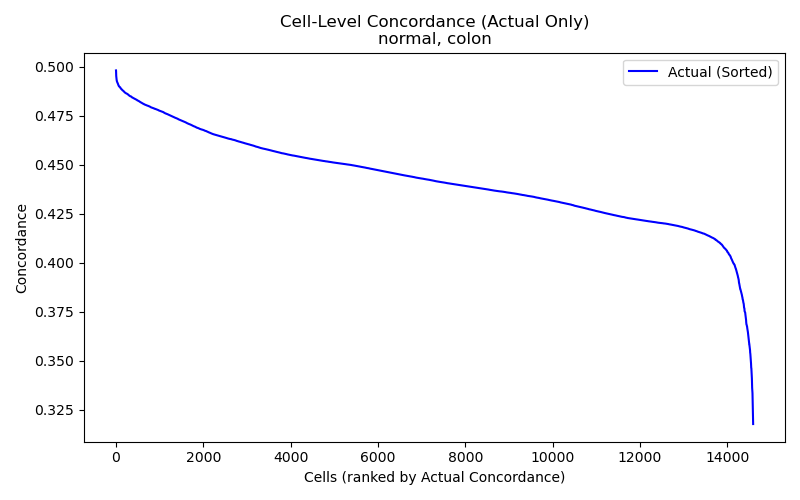 Cell-Level Concordance (Actual Only)
normal, colon
Actual (Sorted)
Concordance
0.500
0.475
0.450
0.425
0.400
0.375
0.350
0.325
0 2000 4000 6000 8000 10000 12000 14000
Cells (ranked by Actual Concordance)